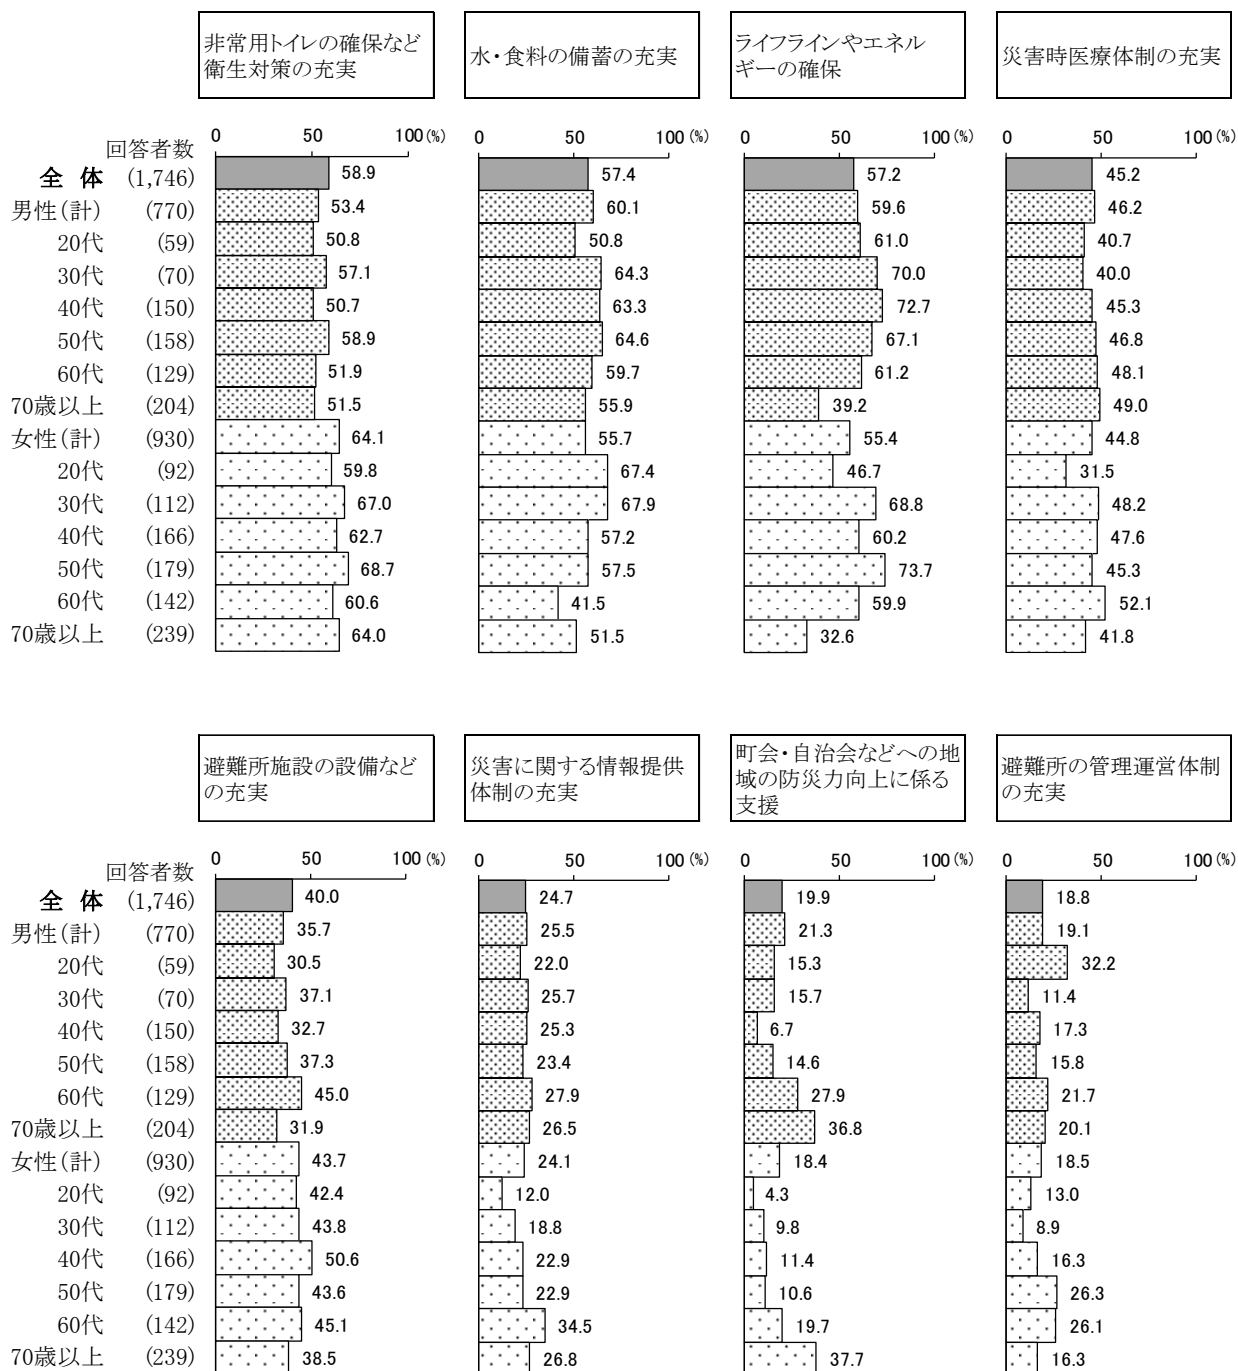 非常用トイレの確保など
衛生対策の充実
水・食料の備蓄の充実
ライフラインやエネル
ギーの確保
災害時医療体制の充実
0 50 100(%) 0 50 100(%) 0 50 100(%) 0 50 100(%)
回答者数
全 体 (1,746) 58.9 57.4 57.2 45.2
男性(計) (770) 53.4 60.1 59.6 46.2
20代 (59) 50.8 50.8 61.0 40.7
30代 (70) 57.1 64.3 70.0 40.0
40代 (150) 50.7 63.3 72.7 45.3
50代 (158) 58.9 64.6 67.1 46.8
60代 (129) 51.9 59.7 61.2 48.1
70歳以上 (204) 51.5 55.9 39.2 49.0
女性(計) (930) 64.1 55.7 55.4 44.8
20代 (92) 59.8 67.4 46.7 31.5
30代 (112) 67.0 67.9 68.8 48.2
40代 (166) 62.7 57.2 60.2 47.6
50代 (179) 68.7 57.5 73.7 45.3
60代 (142) 60.6 41.5 59.9 52.1
70歳以上 (239) 64.0 51.5 32.6 41.8
避難所施設の設備など
の充実
災害に関する情報提供
体制の充実
町会・自治会などへの地
域の防災力向上に係る
支援
避難所の管理運営体制
の充実
0 50 100(%) 0 50 100(%) 0 50 100(%) 0 50 100(%)
回答者数
全 体 (1,746) 40.0 24.7 19.9 18.8
男性(計) (770) 35.7 25.5 21.3 19.1
20代 (59) 30.5 22.0 15.3 32.2
30代 (70) 37.1 25.7 15.7 11.4
40代 (150) 32.7 25.3 6.7 17.3
50代 (158) 37.3 23.4 14.6 15.8
60代 (129) 45.0 27.9 27.9 21.7
70歳以上 (204) 31.9 26.5 36.8 20.1
女性(計) (930) 43.7 24.1 18.4 18.5
20代 (92) 42.4 12.0 4.3 13.0
30代 (112) 43.8 18.8 9.8 8.9
40代 (166) 50.6 22.9 11.4 16.3
50代 (179) 43.6 22.9 10.6 26.3
60代 (142) 45.1 34.5 19.7 26.1
70歳以上 (239) 38.5 26.8 37.7 16.3